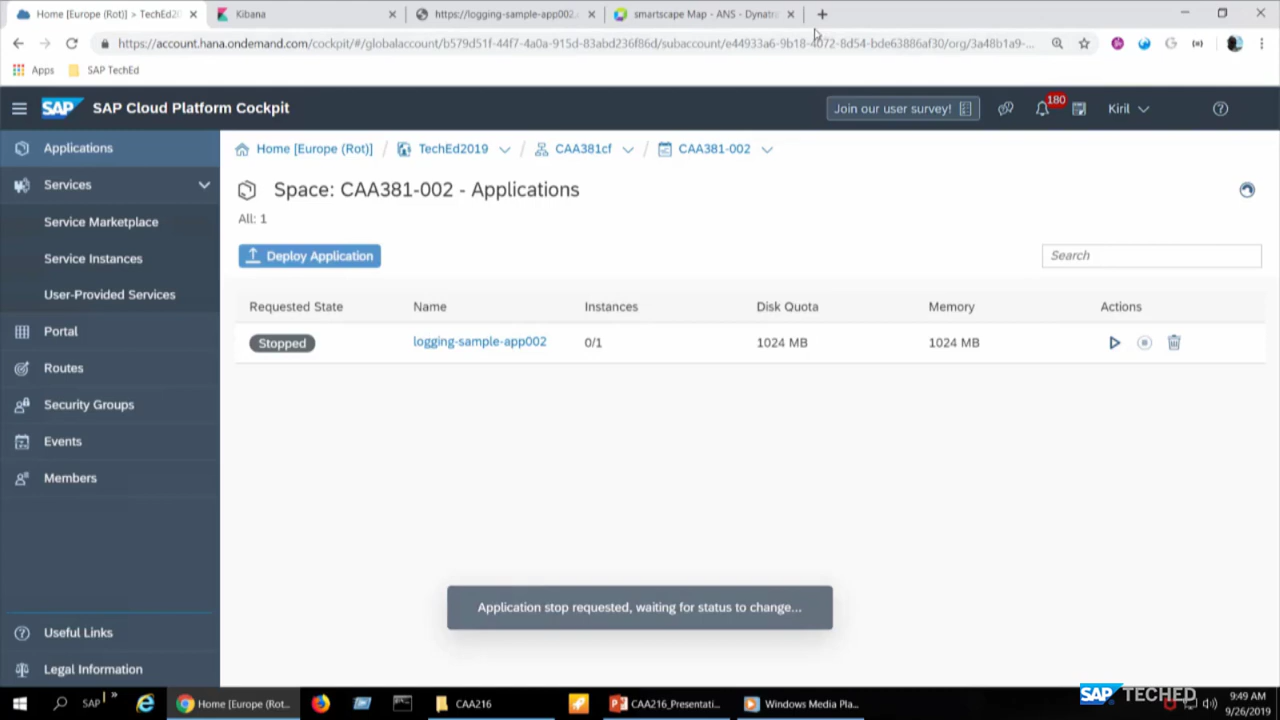 Home [Europe (Rot)] > TechEd2
Kibana
https://logging-sample-app002.
smartscape Map - ANS - Dynatr
https://account.hana.ondemand.com/cockpit/#/globalaccount/b579d51f-44f7-4a0a-915d-83abd236f86d/subaccount/e44933a6-9b18-4072-8d54-bde63886af30/org/3a48b1a9-...
Apps
SAP TechEd
SAP
SAP Cloud Platform Cockpit
Join our user survey!
180
Kiril
Applications
Services
Service Marketplace
Service Instances
User-Provided Services
Portal
Routes
Security Groups
Events
Members
Useful Links
Legal Information
Home [Europe (Rot)] / TechEd2019 / CAA381cf / CAA381-002
Space: CAA381-002 - Applications
All: 1
Deploy Application
Search
Requested State Name Instances Disk Quota Memory Actions
Stopped logging-sample-app002 0/1 1024 MB 1024 MB
Application stop requested, waiting for status to change...
SAP
Home [Europe (Rot...
CAA216
CAA216_Presentati...
Windows Media Pla...
SAP TECHED
9:49 AM
9/26/2019